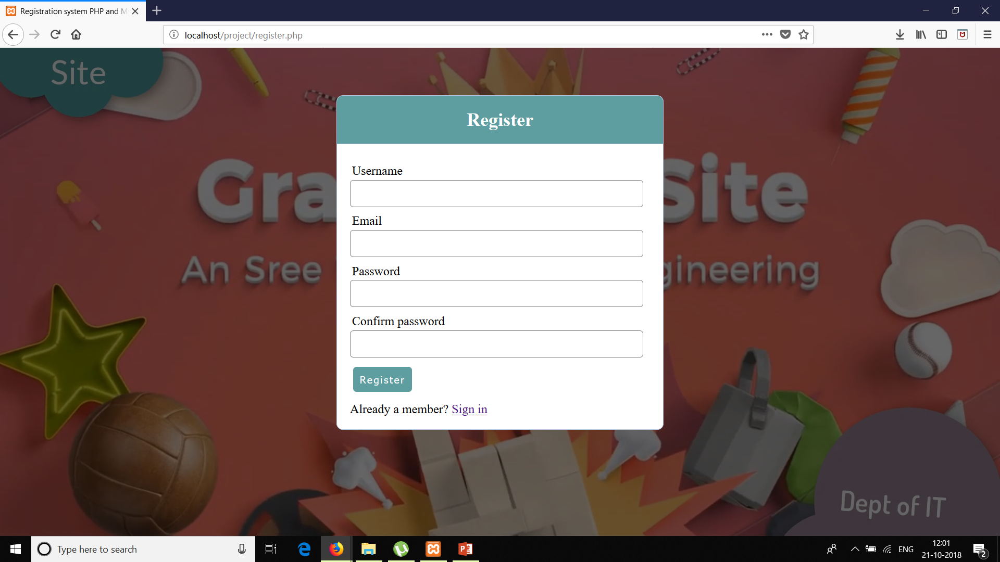 Registration system PHP and M
localhost/project/register.php
Site
Register
Gra Site
An Sree gineering
Username
Email
Password
Confirm password
Register
Already a member? Sign in
Dept of IT
Type here to search
ENG
12:01
21-10-2018
2